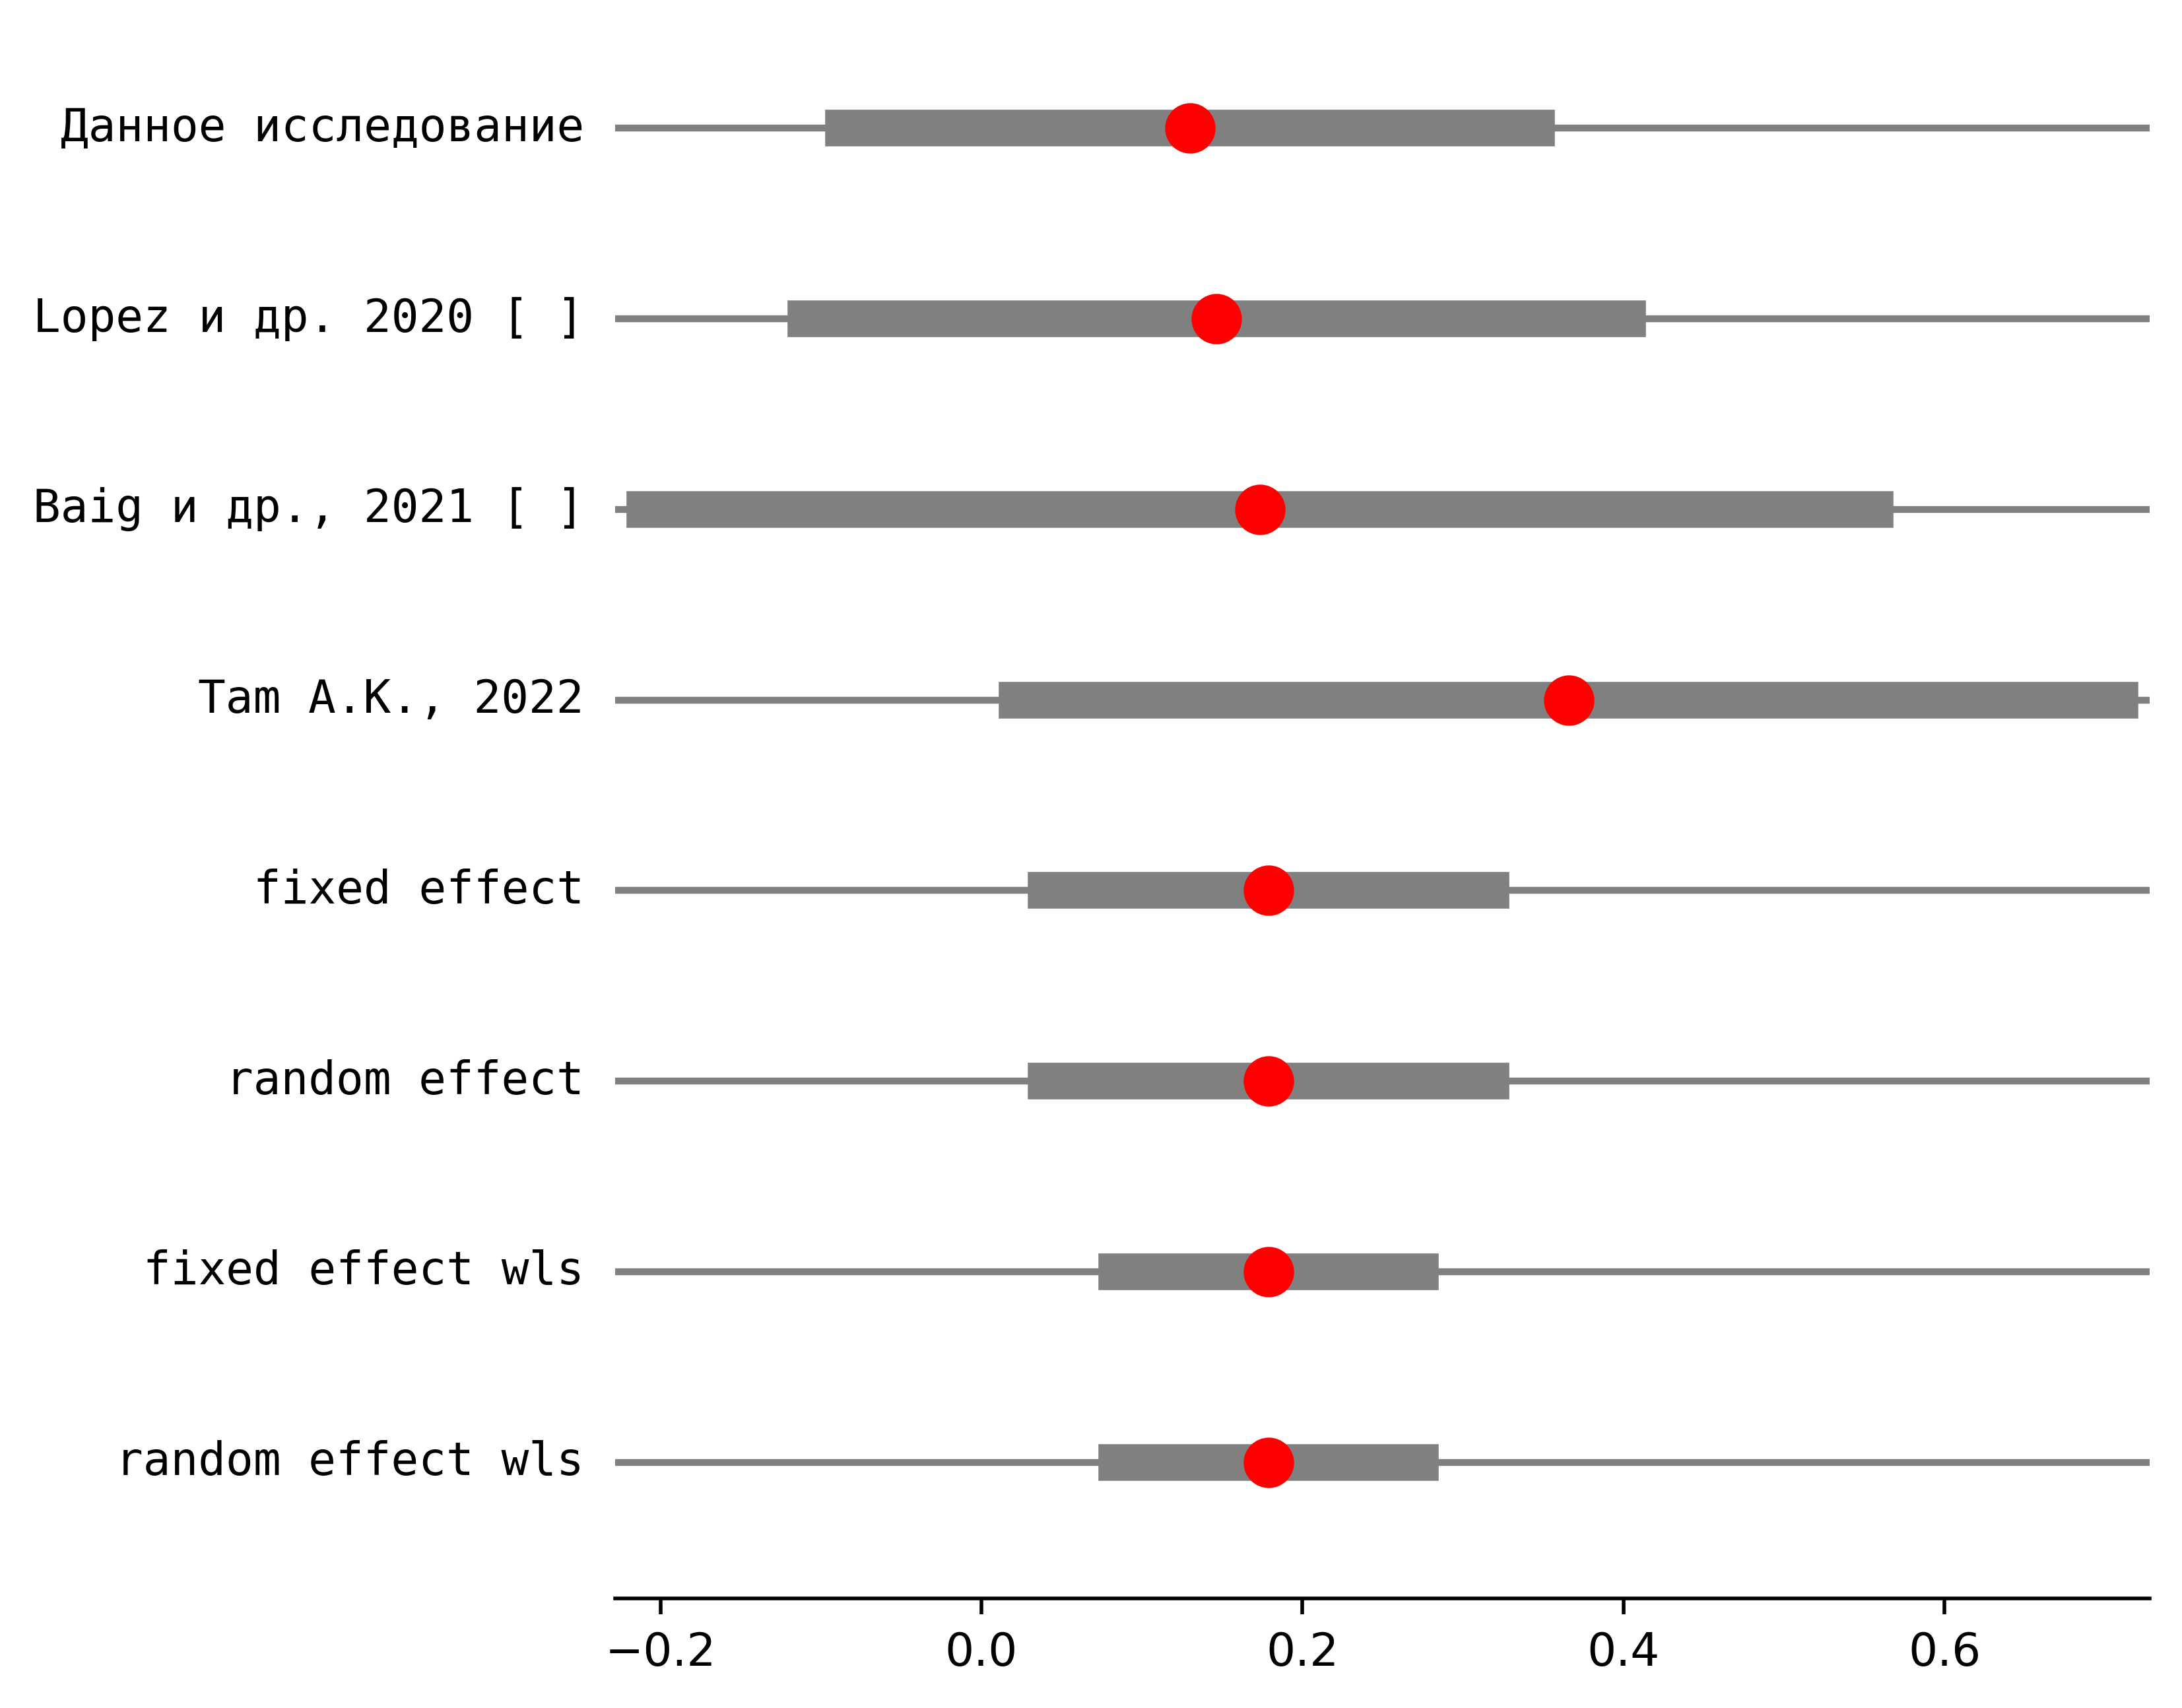 Данное исследование
Lopez и др. 2020 [ ]
Baig и др., 2021 [ ]
Tam A.K., 2022
fixed effect
random effect
fixed effect wls
random effect wls
−0.2 0.0 0.2 0.4 0.6